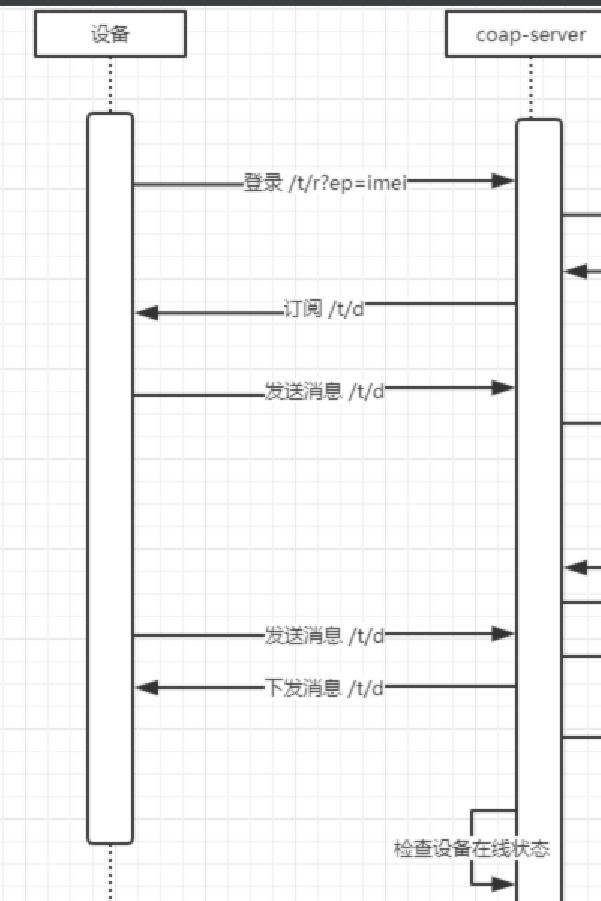 设备
coap-server
登录 /t/r?ep=imei
订阅 /t/d
发送消息 /t/d
发送消息 /t/d
下发消息 /t/d
检查设备在线状态